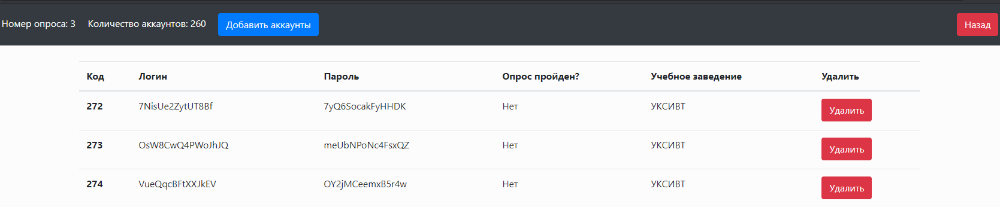 Номер опроса: 3 Количество аккаунтов: 260 Добавить аккаунты Назад
Код Логин Пароль Опрос пройден? Учебное заведение Удалить
272 7NisUe2ZytUT8Bf 7yQ6SocakFyHHDK Нет УКСИВТ Удалить
273 OsW8CwQ4PWoJhJQ meUbNPoNc4FsxQZ Нет УКСИВТ Удалить
274 VueQqcBFtXXJkEV OY2jMCeemxB5r4w Нет УКСИВТ Удалить